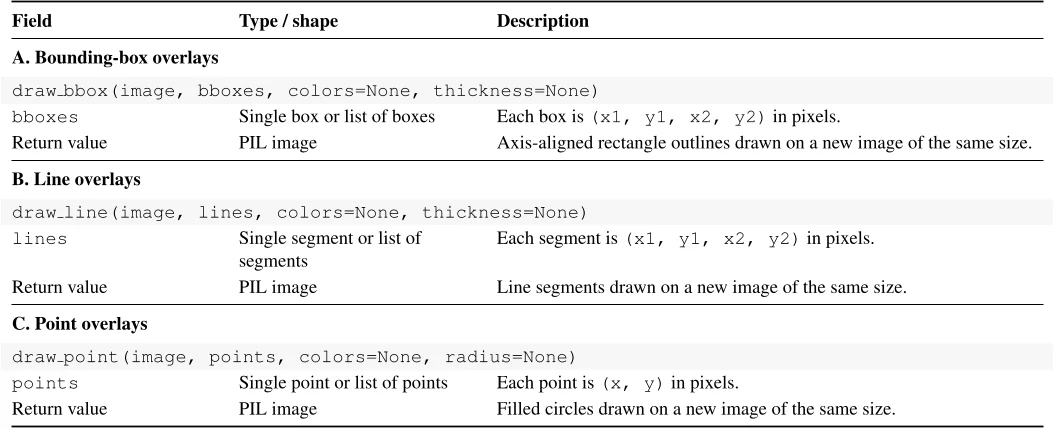 Field Type / shape Description
A. Bounding-box overlays
draw_bbox(image, bboxes, colors=None, thickness=None)
bboxes Single box or list of boxes Each box is (x1, y1, x2, y2) in pixels.
Return value PIL image Axis-aligned rectangle outlines drawn on a new image of the same size.
B. Line overlays
draw_line(image, lines, colors=None, thickness=None)
lines Single segment or list of Each segment is (x1, y1, x2, y2) in pixels.
segments
Return value PIL image Line segments drawn on a new image of the same size.
C. Point overlays
draw_point(image, points, colors=None, radius=None)
points Single point or list of points Each point is (x, y) in pixels.
Return value PIL image Filled circles drawn on a new image of the same size.